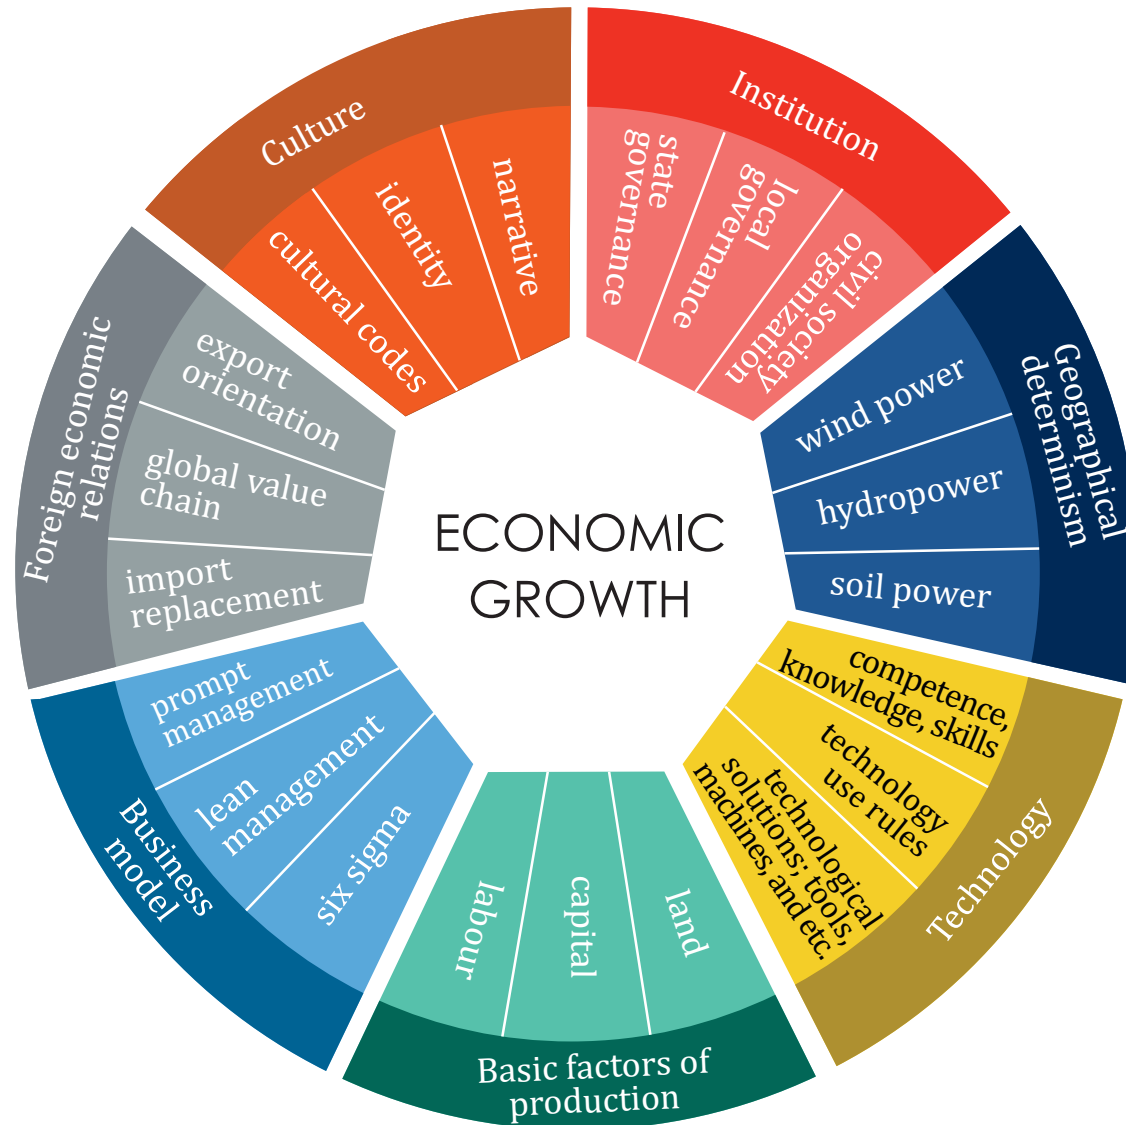 ECONOMIC
GROWTH
Institution
state
governance
local
governance
civil society
organization
Geographical
determinism
wind power
hydropower
soil power
Technology
competence,
knowledge, skills
technology
use rules
technological
solutions; tools,
machines, and etc.
Basic factors of
production
land
capital
labour
Business
model
six sigma
lean
management
prompt
management
Foreign economic
relations
import
replacement
global value
chain
export
orientation
Culture
cultural codes
identity
narrative